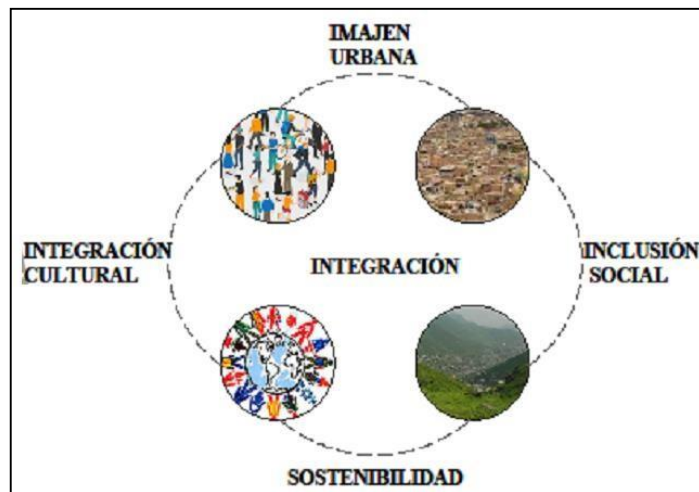 IMAJEN
URBANA
INTEGRACIÓN
CULTURAL
INTEGRACIÓN
INCLUSIÓN
SOCIAL
SOSTENIBILIDAD